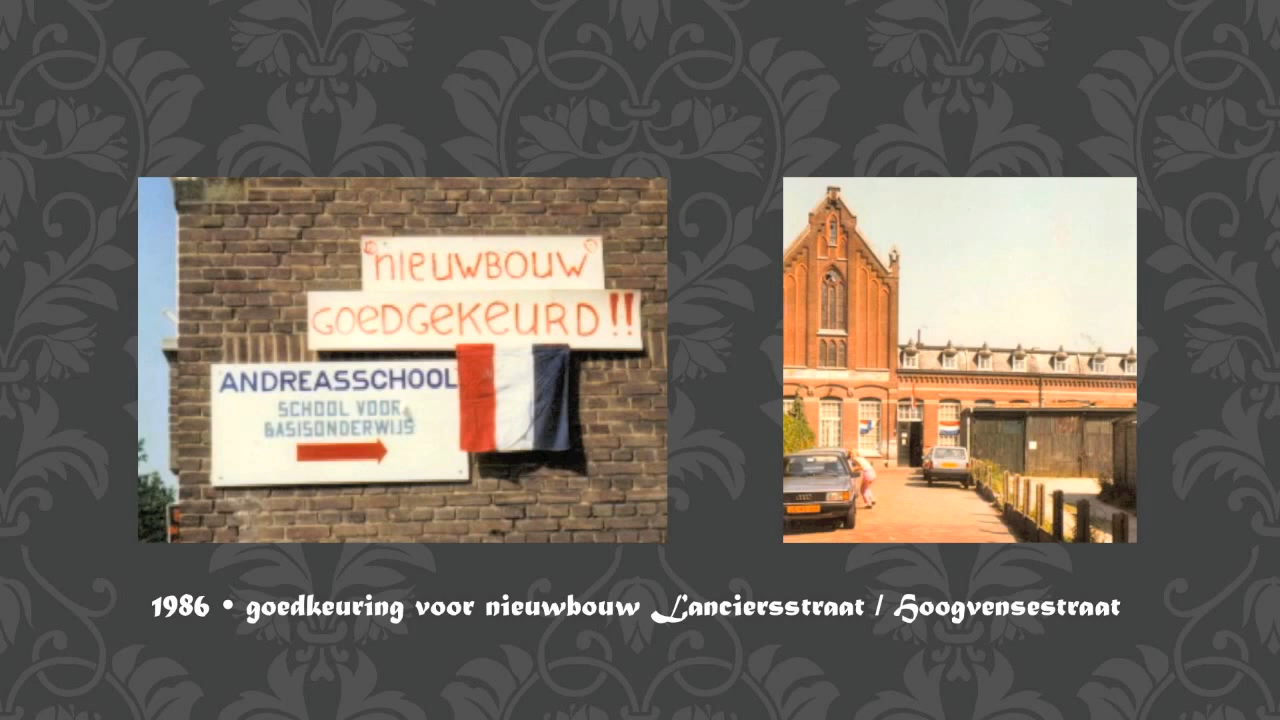 "nieuwbouw"
GOEDGEKEURD!!
ANDREASSCHOOL
SCHOOL VOOR
BASISONDERWIJS
1986 • goedkeuring voor nieuwbouw Lanciersstraat / Hoogvensestraat